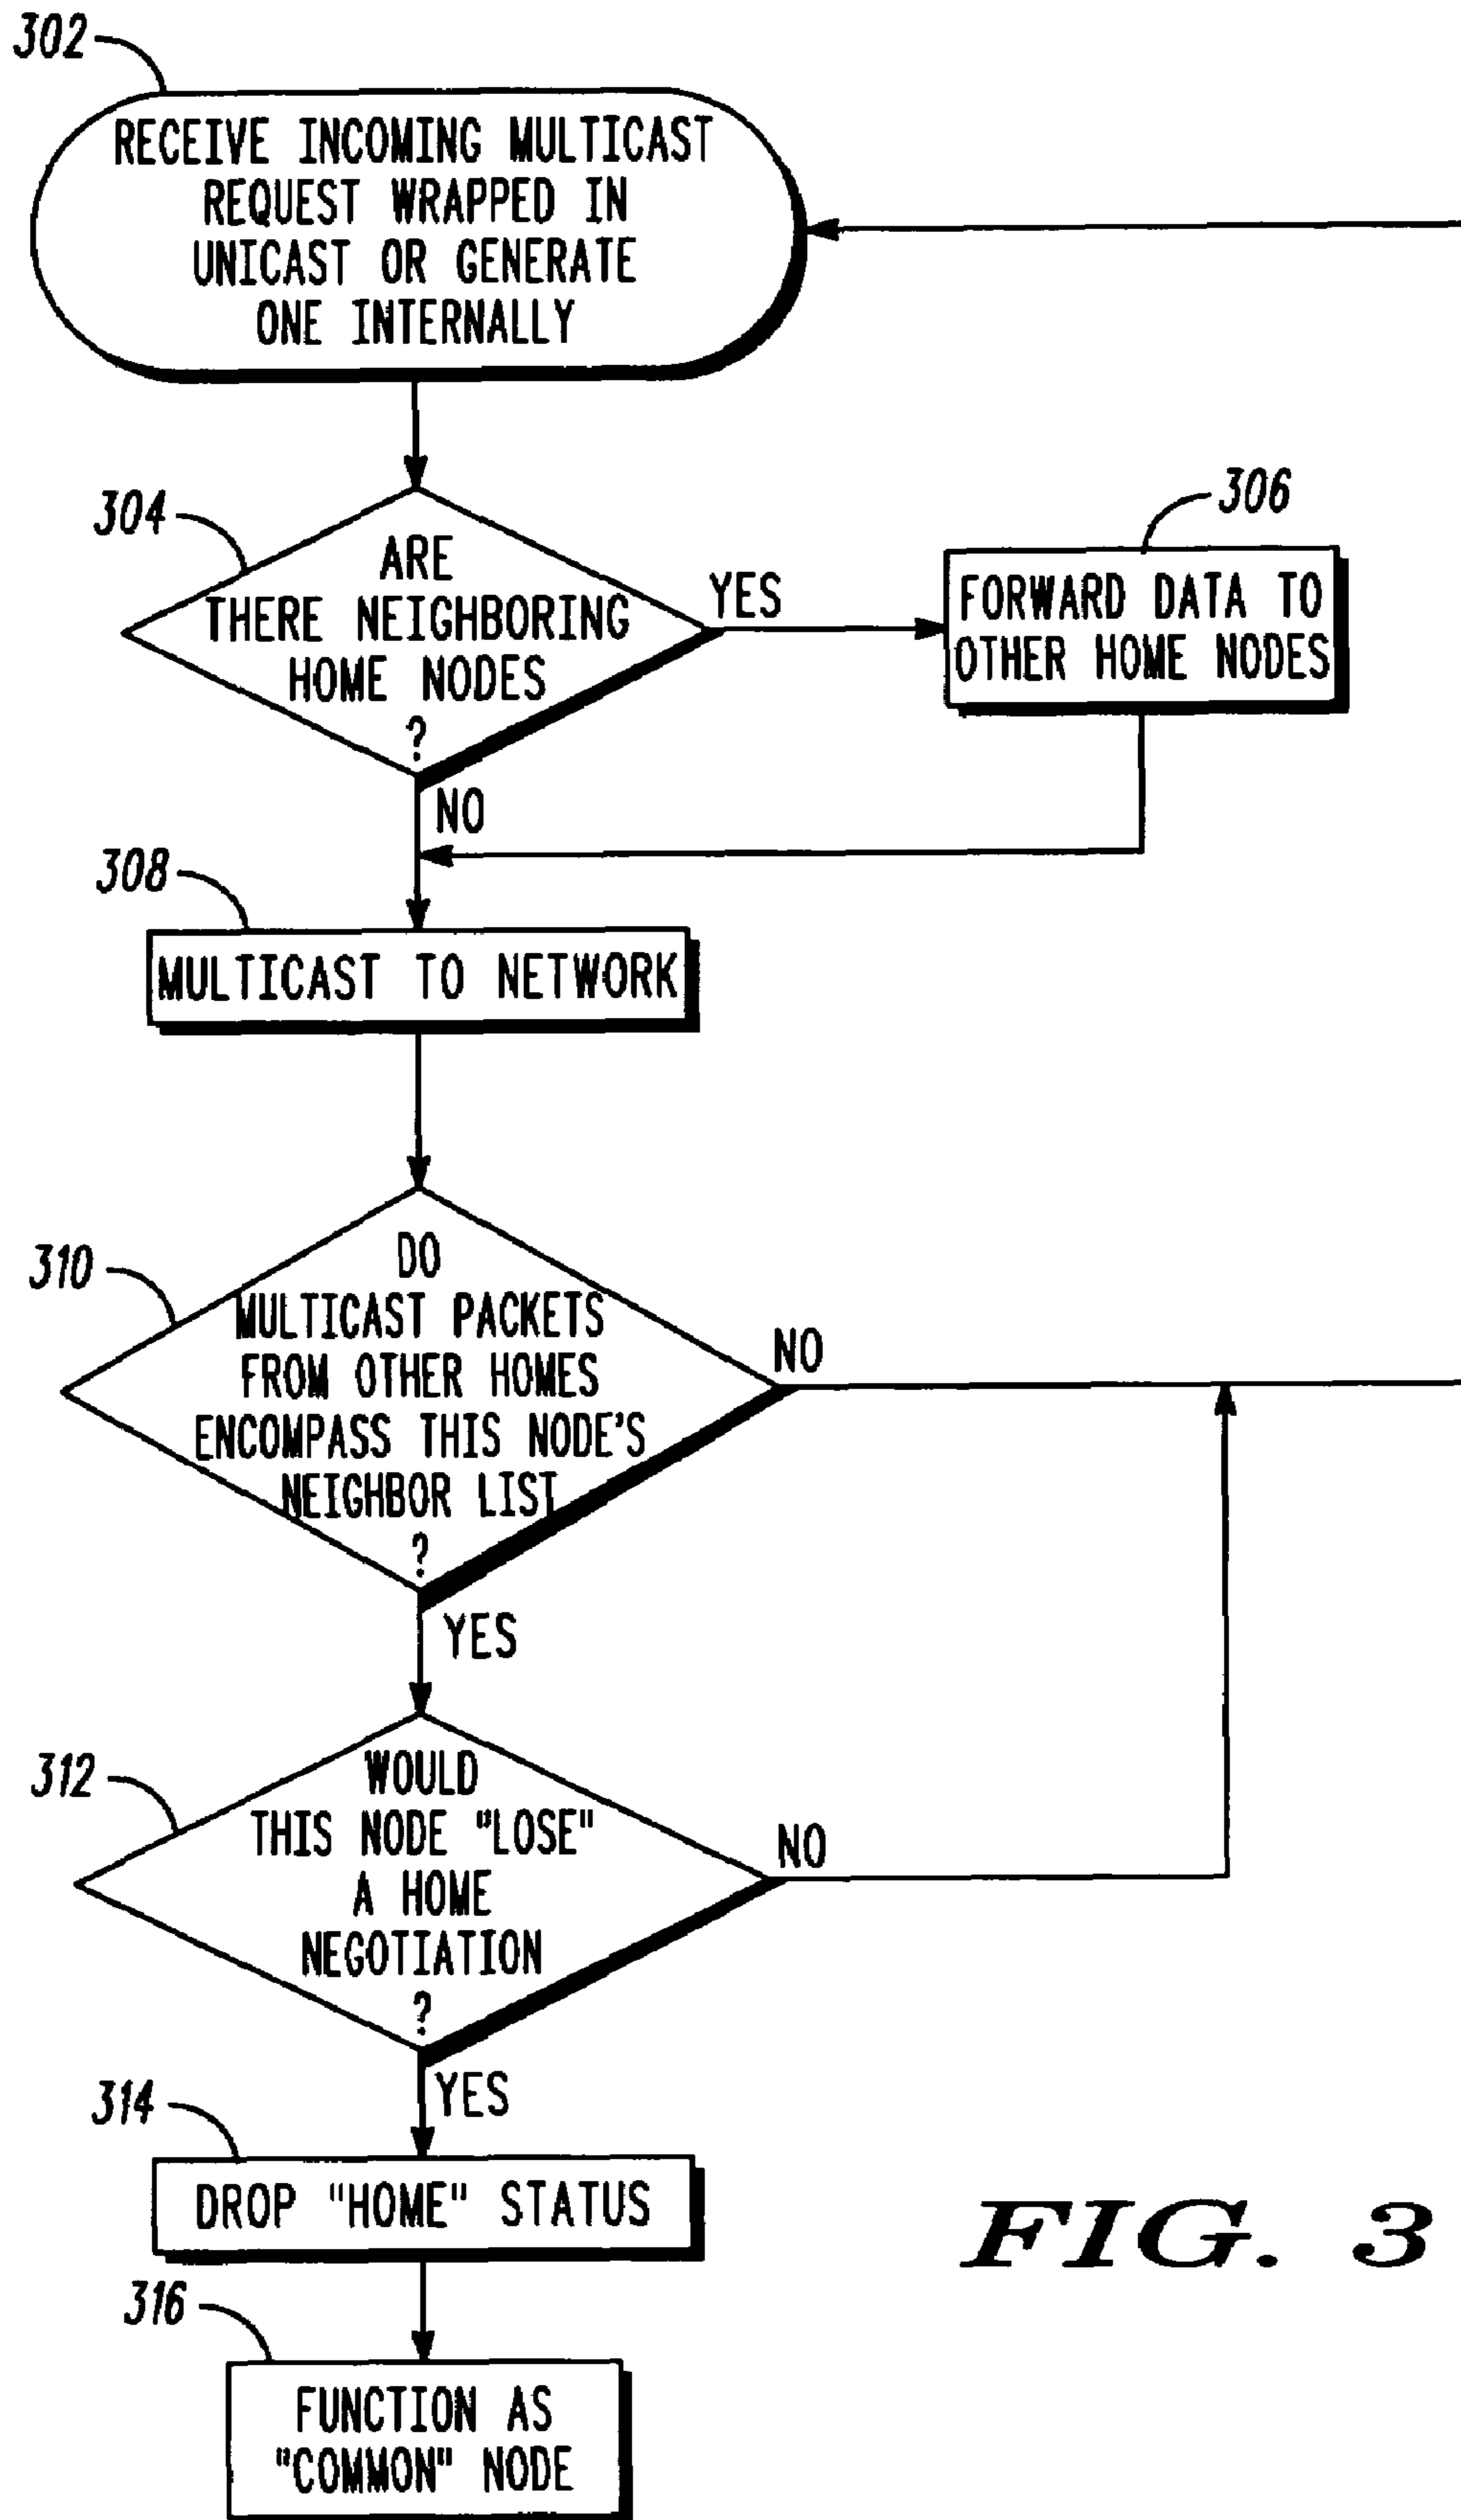 302
RECEIVE INCOMING MULTICAST
REQUEST WRAPPED IN
UNICAST OR GENERATE
ONE INTERNALLY
304
ARE
THERE NEIGHBORING
HOME NODES
?
YES
306
FORWARD DATA TO
OTHER HOME NODES
NO
308
MULTICAST TO NETWORK
310
DO
MULTICAST PACKETS
FROM OTHER HOMES
ENCOMPASS THIS NODE'S
NEIGHBOR LIST
?
NO
YES
312
WOULD
THIS NODE "LOSE"
A HOME
NEGOTIATION
?
NO
YES
314
DROP "HOME" STATUS
316
FUNCTION AS
"COMMON" NODE
FIG. 3